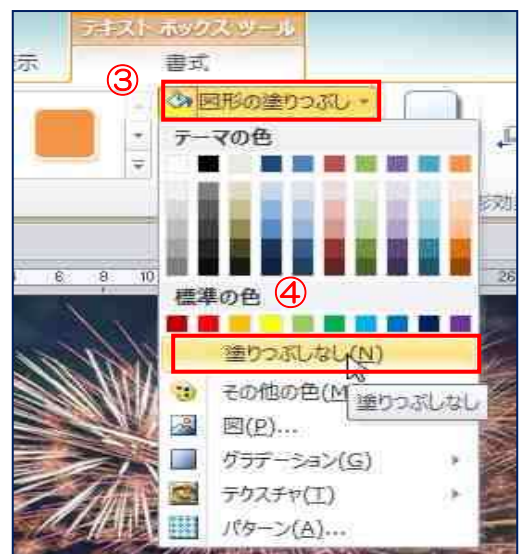 テキスト ボックス ツール
示
書式
③
図形の塗りつぶし
テーマの色
6 8 10
26
標準の色
④
塗りつぶしなし(N)
その他の色(M
塗りつぶしなし
図(P)...
グラデーション(G)
テクスチャ(T)
パターン(A)...